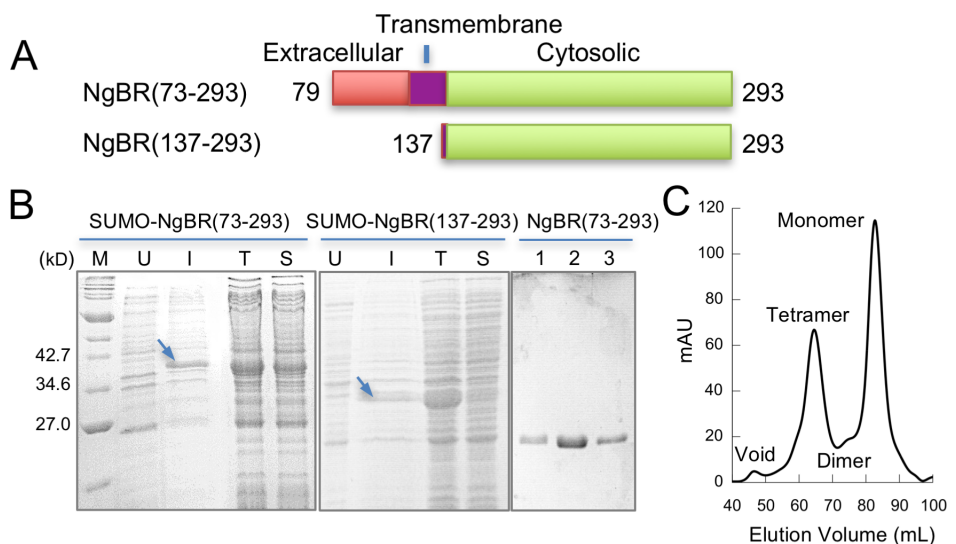 A
Transmembrane
Extracellular Cytosolic
NgBR(73-293) 79 293
NgBR(137-293) 137 293
B
SUMO-NgBR(73-293) SUMO-NgBR(137-293) NgBR(73-293)
(kD) M U I T S U I T S 1 2 3
42.7
34.6
27.0
C
120
100
80
60
40
20
0
mAU
Monomer
Tetramer
Void
Dimer
40 50 60 70 80 90 100
Elution Volume (mL)